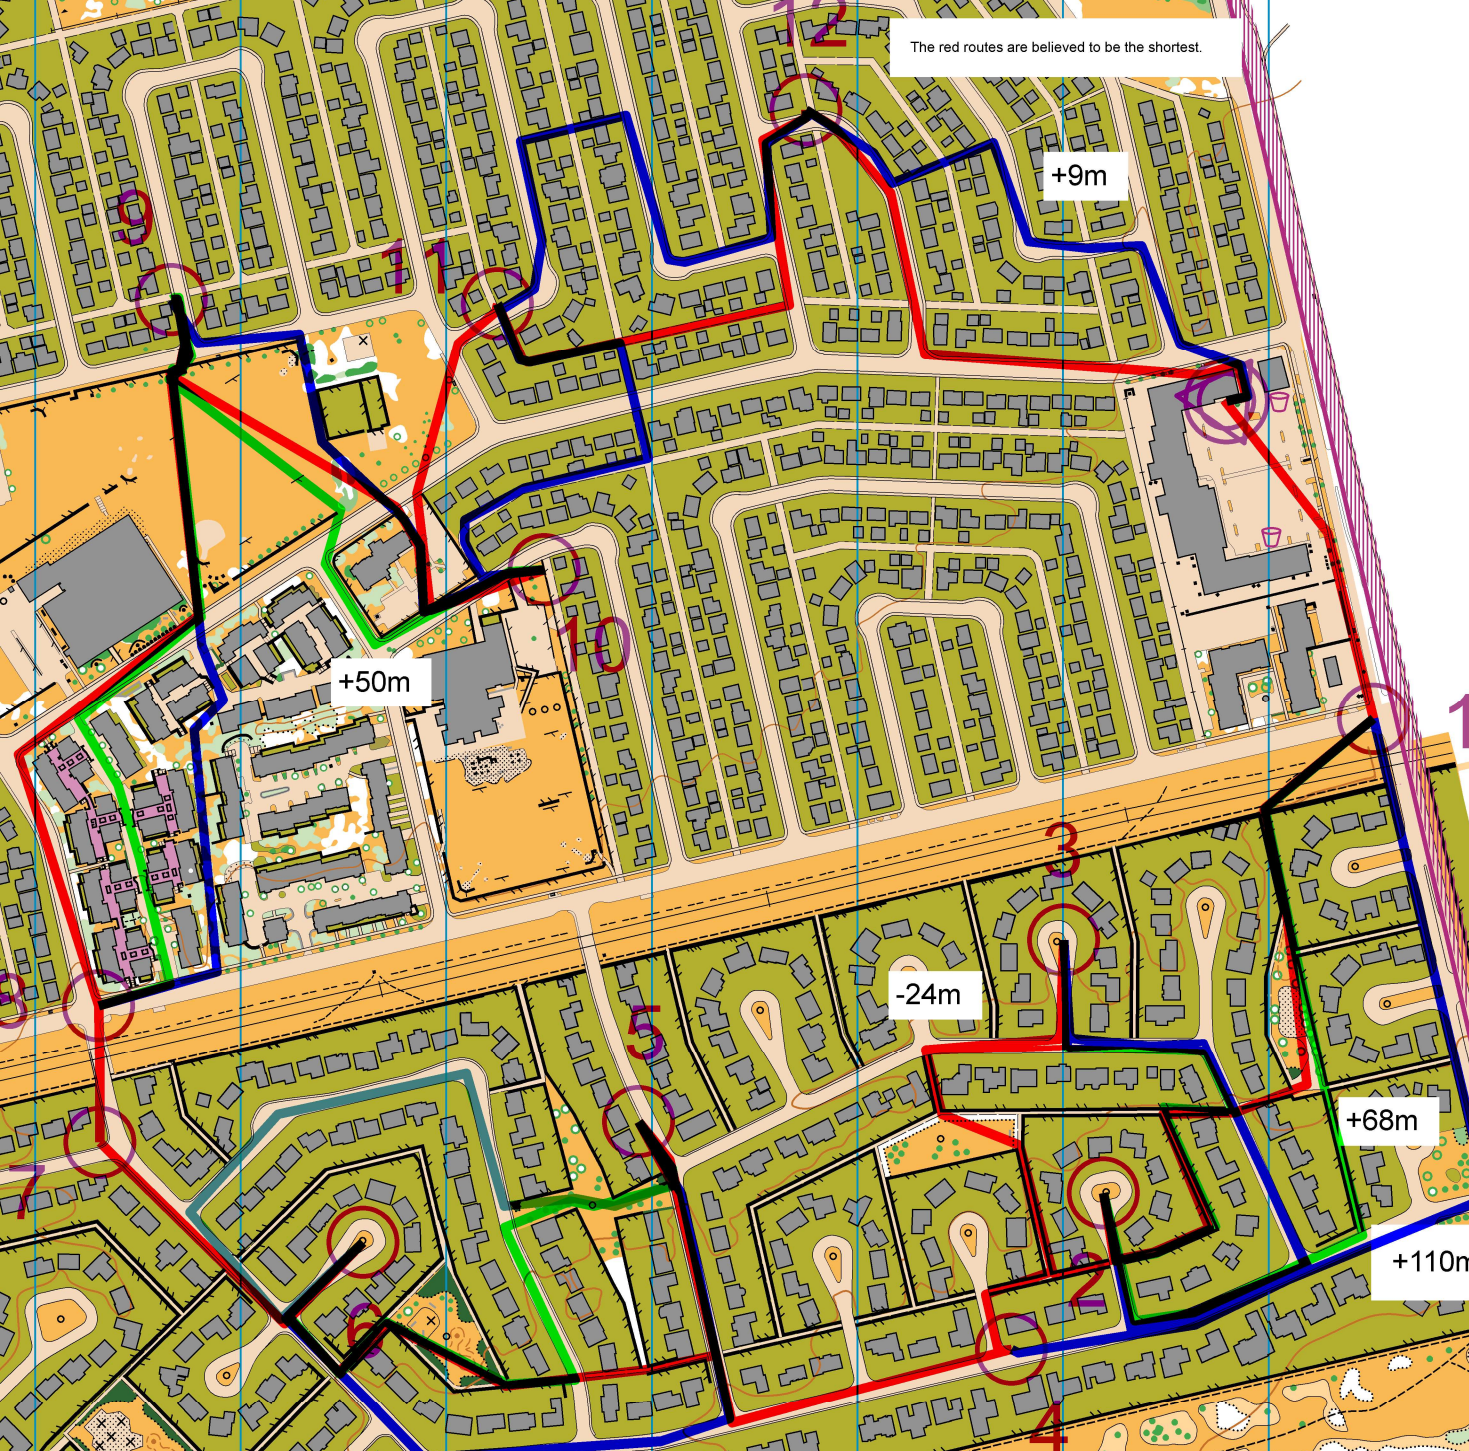 12
The red routes are believed to be the shortest.
+9m
9
11
10
+50m
1
3
8
-24m
5
+68m
7
+110m
2
6
4